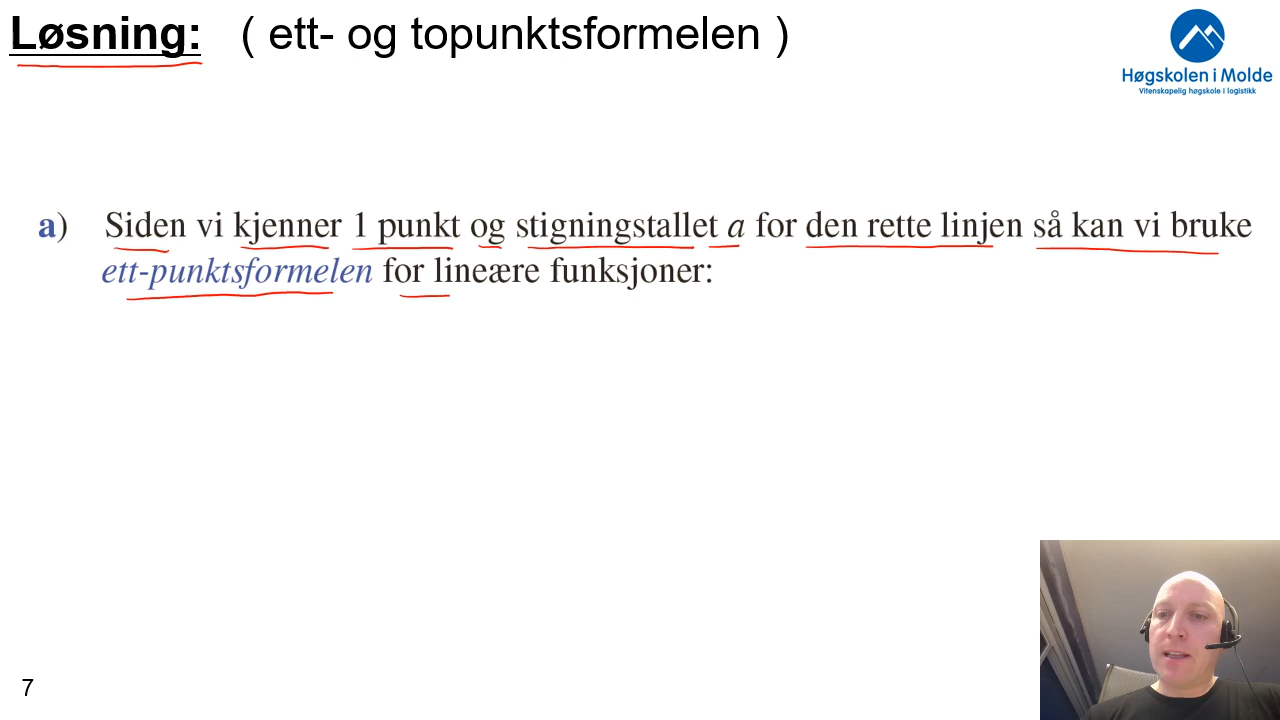 Løsning: ( ett- og topunktsformelen )
Høgskolen i Molde
Vitenskapelig høgskole i logistikk
a) Siden vi kjenner 1 punkt og stigningstallet a for den rette linjen så kan vi bruke
ett-punktsformelen for lineære funksjoner:
7